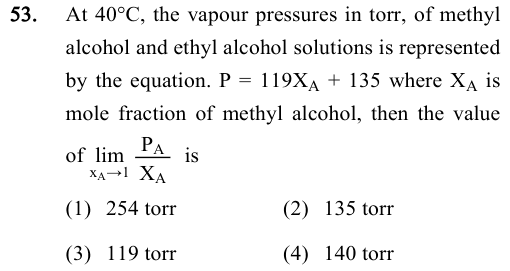 53. At 40°C, the vapour pressures in torr, of methyl
alcohol and ethyl alcohol solutions is represented
by the equation. P = 119X_A + 135 where X_A is
mole fraction of methyl alcohol, then the value
of lim_{x_A→1} P_A/X_A is
(1) 254 torr (2) 135 torr
(3) 119 torr (4) 140 torr